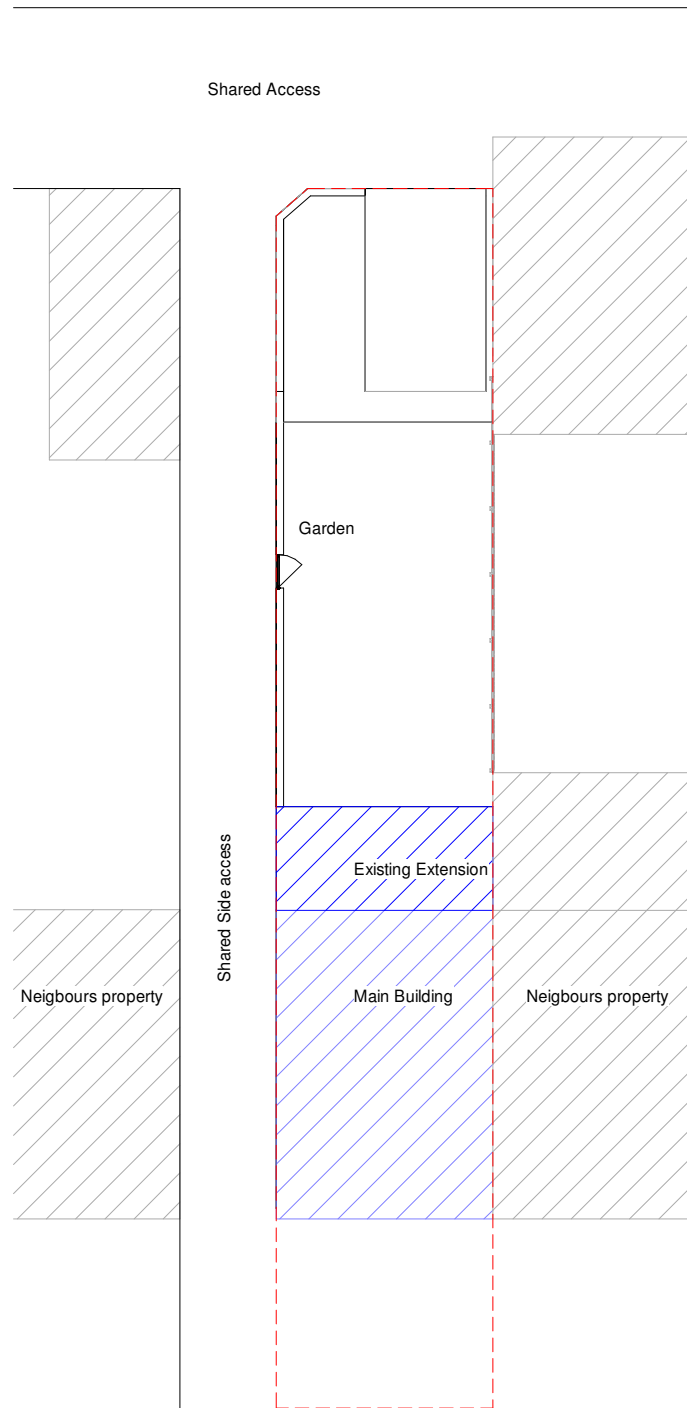 Shared Access
Garden
Existing Extension
Shared Side access
Neigbours property
Main Building
Neigbours property